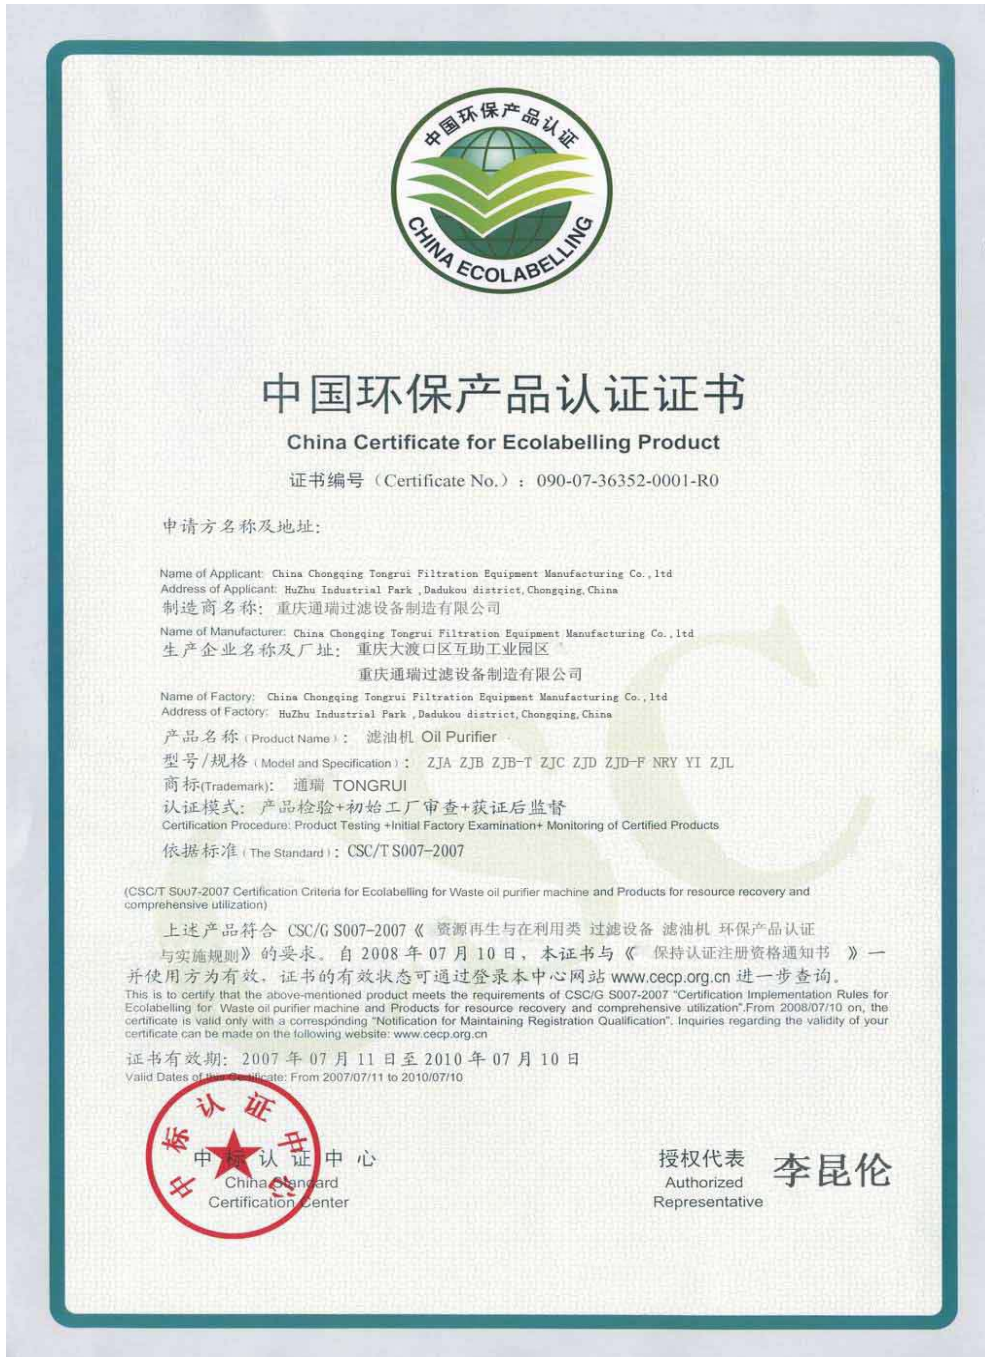 中国环保产品认证
CHINA ECOLABELLING
中国环保产品认证证书
China Certificate for Ecolabelling Product
证书编号（Certificate No.）：090-07-36352-0001-R0
申请方名称及地址:
Name of Applicant: China Chongqing Tongrui Filtration Equipment Manufacturing Co.,ltd
Address of Applicant: HuZhu Industrial Park ,Dadukou district,Chongqing,China
制造商名称: 重庆通瑞过滤设备制造有限公司
Name of Manufacturer: China Chongqing Tongrui Filtration Equipment Manufacturing Co.,ltd
生产企业名称及厂址: 重庆大渡口区互助工业园区
重庆通瑞过滤设备制造有限公司
Name of Factory: China Chongqing Tongrui Filtration Equipment Manufacturing Co.,ltd
Address of Factory: HuZhu Industrial Park ,Dadukou district,Chongqing,China
产品名称（Product Name）: 滤油机 Oil Purifier
型号/规格（Model and Specification）: ZJA ZJB ZJB-T ZJC ZJD ZJD-F NRY YI ZJL
商标(Trademark): 通瑞 TONGRUI
认证模式: 产品检验+初始工厂审查+获证后监督
Certification Procedure: Product Testing +Initial Factory Examination+ Monitoring of Certified Products
依据标准（The Standard）: CSC/T S007-2007
(CSC/T S007-2007 Certification Criteria for Ecolabelling for Waste oil purifier machine and Products for resource recovery and
comprehensive utilization)
上述产品符合 CSC/G S007-2007《 资源再生与在利用类 过滤设备 滤油机 环保产品认证
与实施规则》的要求。自 2008 年 07 月 10 日，本证书与《 保持认证注册资格通知书 》一
并使用方为有效。证书的有效状态可通过登录本中心网站 www.cecp.org.cn 进一步查询。
This is to certify that the above-mentioned product meets the requirements of CSC/G S007-2007 "Certification Implementation Rules for
Ecolabelling for Waste oil purifier machine and Products for resource recovery and comprehensive utilization".From 2008/07/10 on, the
certificate is valid only with a corresponding "Notification for Maintaining Registration Qualification". Inquiries regarding the validity of your
certificate can be made on the following website: www.cecp.org.cn
证书有效期: 2007 年 07 月 11 日至 2010 年 07 月 10 日
Valid Dates of this Certificate: From 2007/07/11 to 2010/07/10
中标认证中心
中标认证中心
China Standard
Certification Center
授权代表
Authorized
Representative
李昆伦
CSC